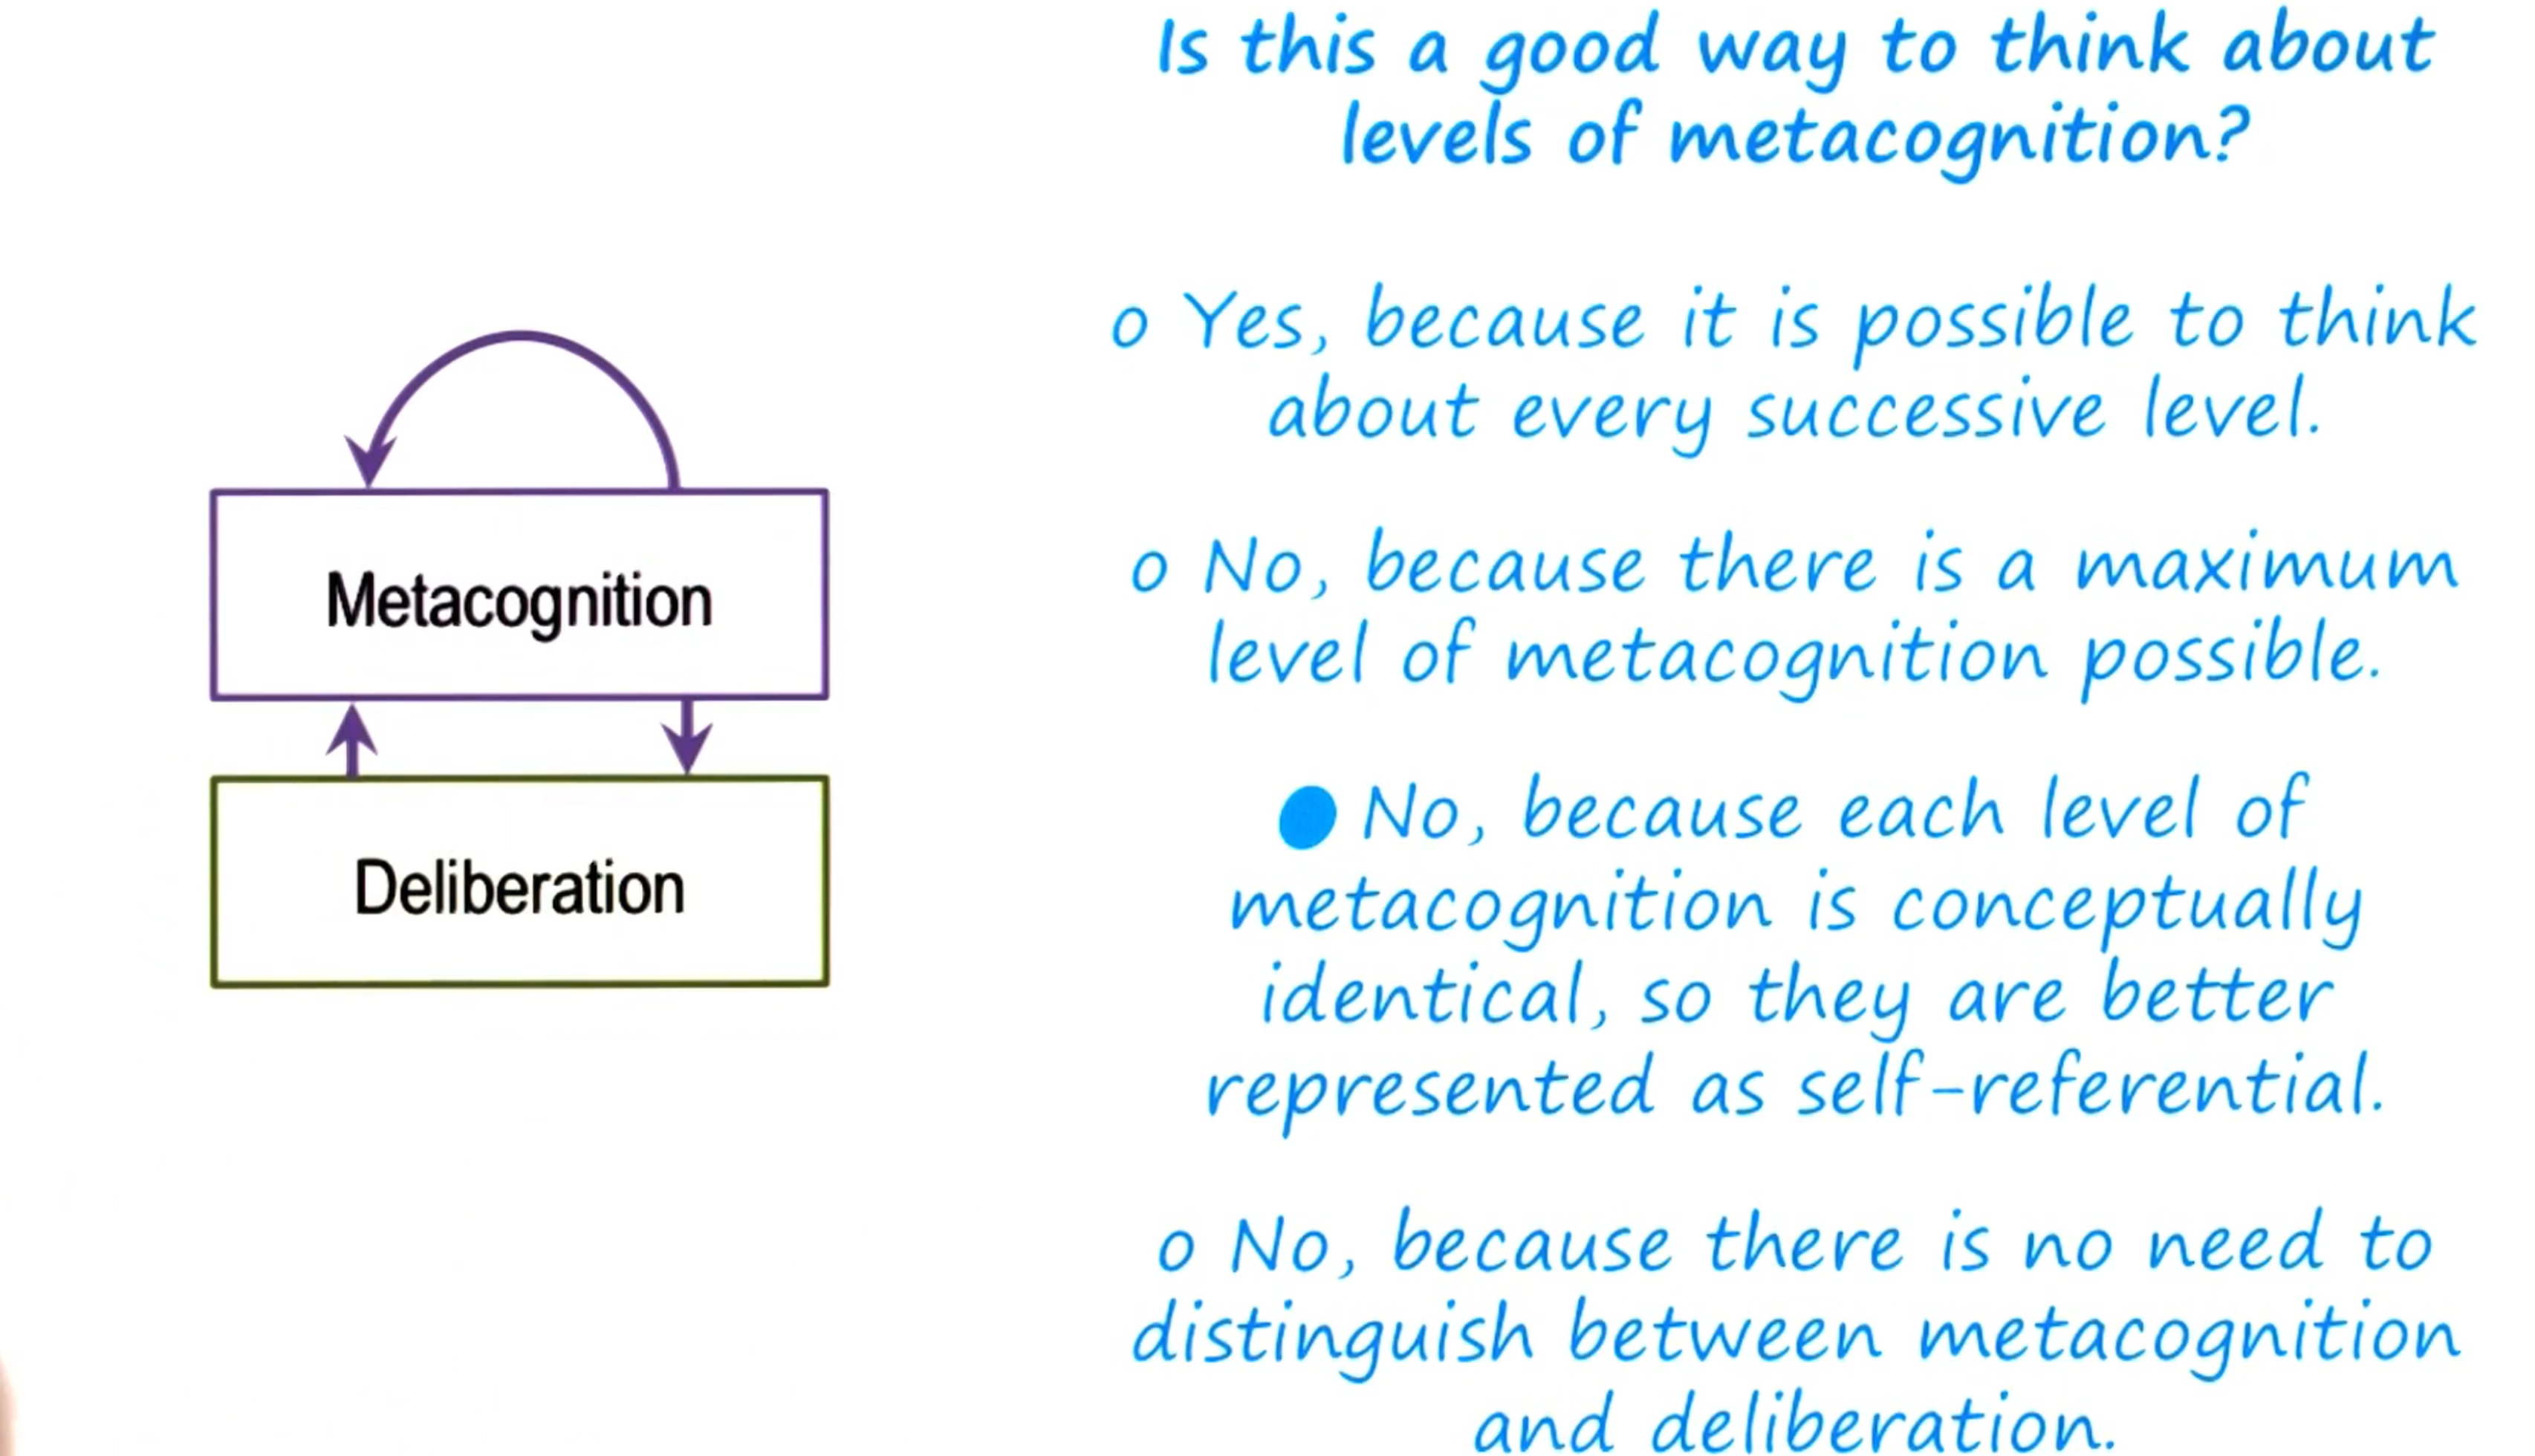 Is this a good way to think about
levels of metacognition?
o Yes, because it is possible to think
about every successive level.
o No, because there is a maximum
level of metacognition possible.
● No, because each level of
metacognition is conceptually
identical, so they are better
represented as self-referential.
o No, because there is no need to
distinguish between metacognition
and deliberation.
Metacognition
Deliberation